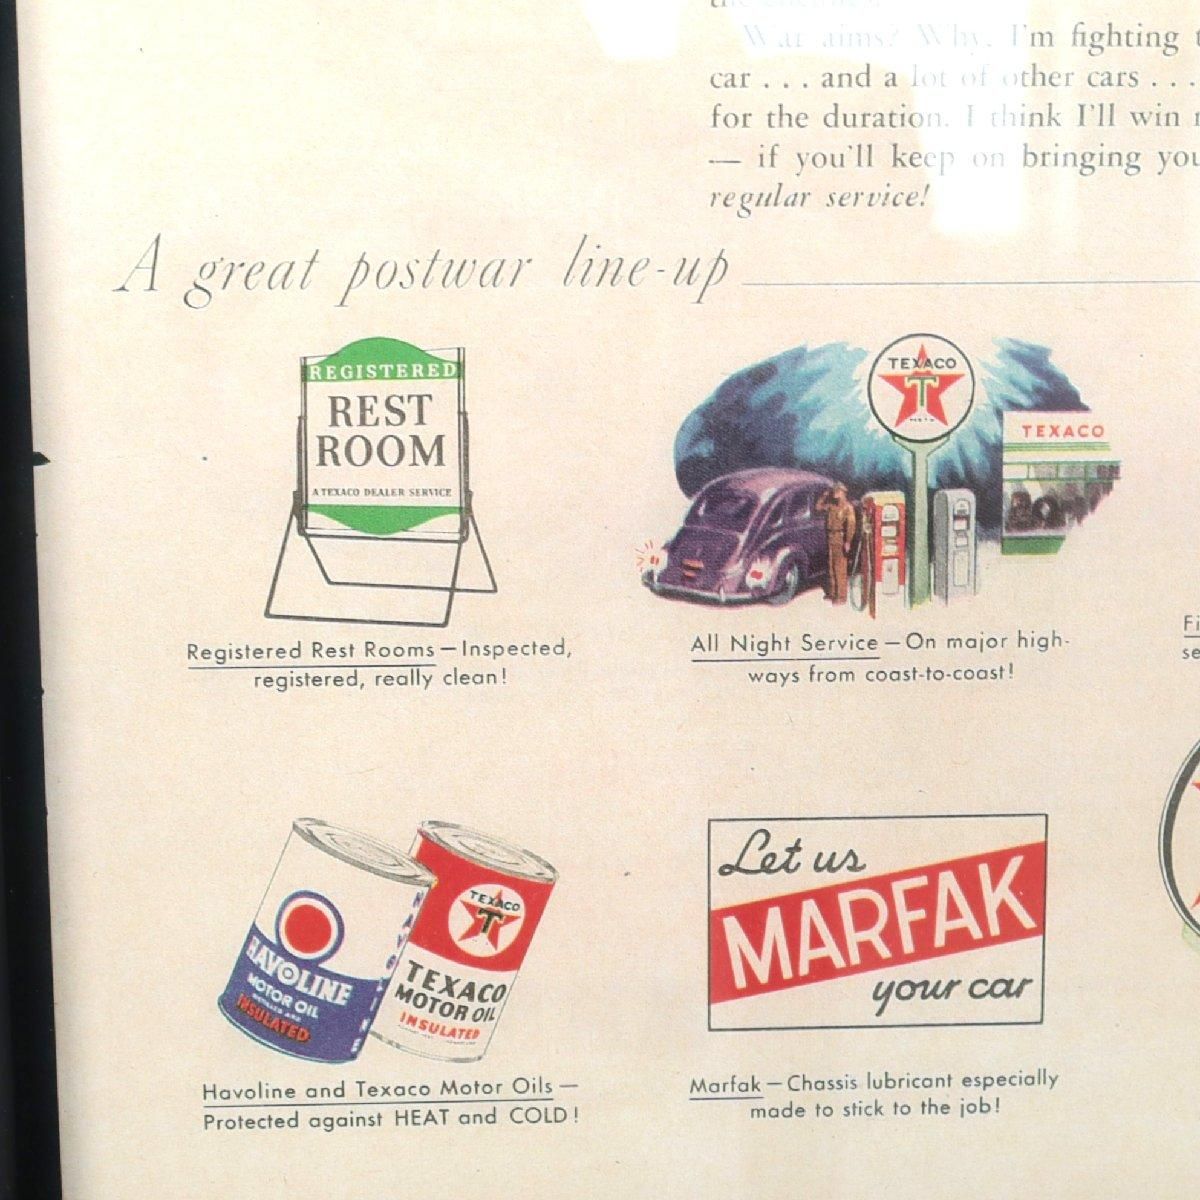 War aims? Why, I'm fighting
car . . . and a lot of other cars . . .
for the duration. I think I'll win
— if you'll keep on bringing
regular service!
A great postwar line-up
REGISTERED
REST
ROOM
A TEXACO DEALER SERVICE
TEXACO
T
TEXACO
Registered Rest Rooms — Inspected,
registered, really clean!
All Night Service — On major high-
ways from coast-to-coast!
HAVOLINE
MOTOR OIL
INSULATED
HAVOLINE
TEXACO
T
TEXACO
MOTOR OIL
INSULATED
Let us
MARFAK
your car
Havoline and Texaco Motor Oils —
Protected against HEAT and COLD!
Marfak — Chassis lubricant especially
made to stick to the job!